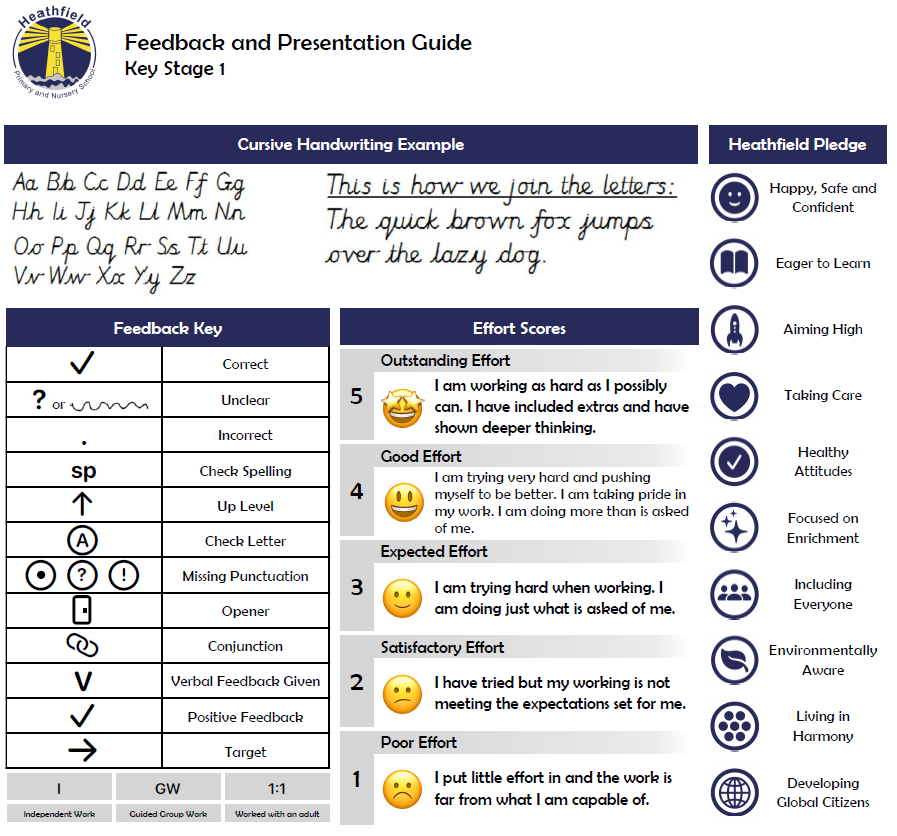 Heathfield
Primary and Nursery School
Feedback and Presentation Guide
Key Stage 1
Cursive Handwriting Example
Aa Bb Cc Dd Ee Ff Gg
Hh Ii Jj Kk Ll Mm Nn
Oo Pp Qq Rr Ss Tt Uu
Vv Ww Xx Yy Zz
This is how we join the letters:
The quick brown fox jumps
over the lazy dog.
Feedback Key
Correct
? or
Unclear
.
Incorrect
sp
Check Spelling
Up Level
A
Check Letter
? !
Missing Punctuation
Opener
Conjunction
V
Verbal Feedback Given
Positive Feedback
Target
I
GW
1:1
Independent Work
Guided Group Work
Worked with an adult
Effort Scores
5
Outstanding Effort
I am working as hard as I possibly
can. I have included extras and have
shown deeper thinking.
4
Good Effort
I am trying very hard and pushing
myself to be better. I am taking pride in
my work. I am doing more than is asked
of me.
3
Expected Effort
I am trying hard when working. I
am doing just what is asked of me.
2
Satisfactory Effort
I have tried but my working is not
meeting the expectations set for me.
1
Poor Effort
I put little effort in and the work is
far from what I am capable of.
Heathfield Pledge
Happy, Safe and
Confident
Eager to Learn
Aiming High
Taking Care
Healthy
Attitudes
Focused on
Enrichment
Including
Everyone
Environmentally
Aware
Living in
Harmony
Developing
Global Citizens